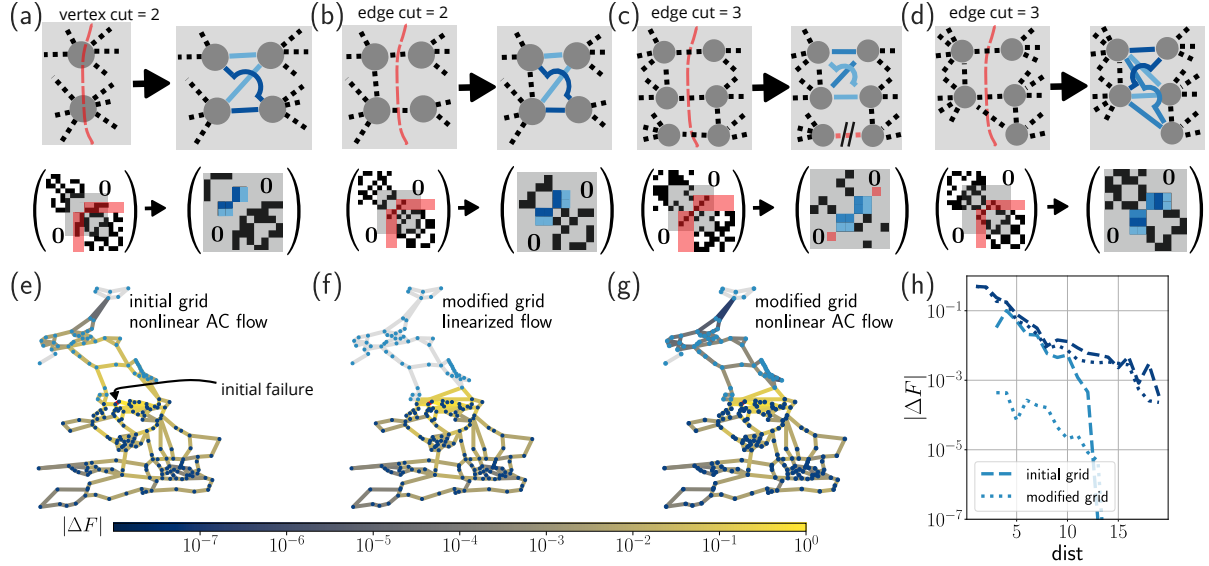 (a) vertex cut = 2
(b) edge cut = 2
(c) edge cut = 3
(d) edge cut = 3
0 0 0 0 0 0 0 0
0 0 0 0 0 0 0 0
(e) initial grid
nonlinear AC flow
initial failure
(f) modified grid
linearized flow
(g) modified grid
nonlinear AC flow
(h)
|ΔF|
10⁻¹
10⁻³
10⁻⁵
10⁻⁷
initial grid
modified grid
5 10 15
dist
|ΔF|
10⁻⁷ 10⁻⁶ 10⁻⁵ 10⁻⁴ 10⁻³ 10⁻² 10⁻¹ 10⁰